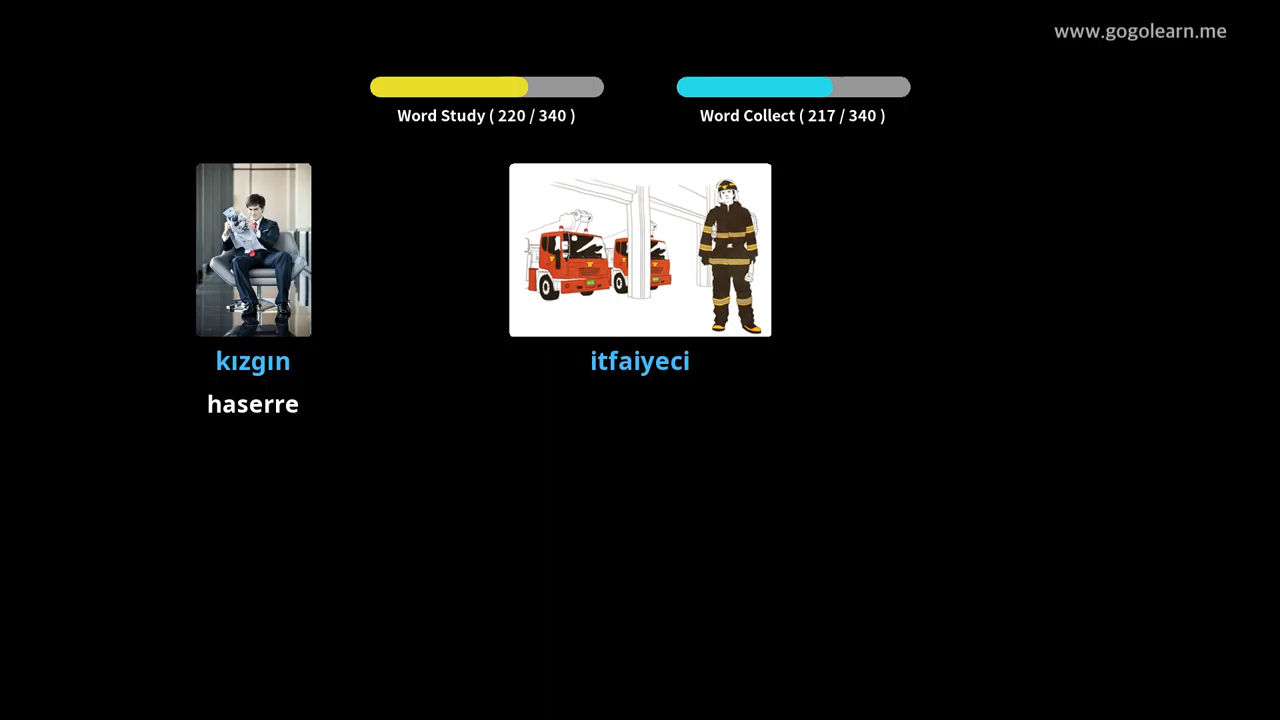 www.gogolearn.me
Word Study ( 220 / 340 )
Word Collect ( 217 / 340 )
kızgın
itfaiyeci
haserre